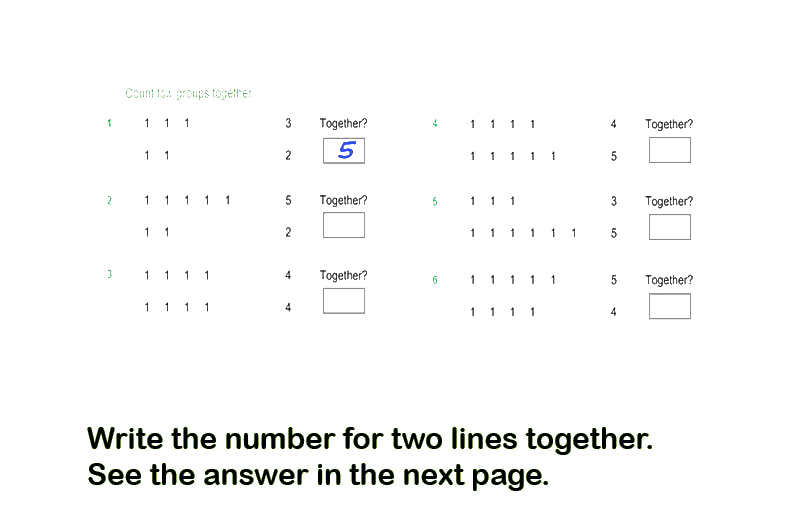 Count tow groups together
1 1 1 1 3 Together?
1 1 2 5
2 1 1 1 1 1 5 Together?
1 1 2
3 1 1 1 1 4 Together?
1 1 1 1 4
4 1 1 1 1 4 Together?
1 1 1 1 1 5
5 1 1 1 3 Together?
1 1 1 1 1 1 5
6 1 1 1 1 1 5 Together?
1 1 1 1 4
Write the number for two lines together.
See the answer in the next page.